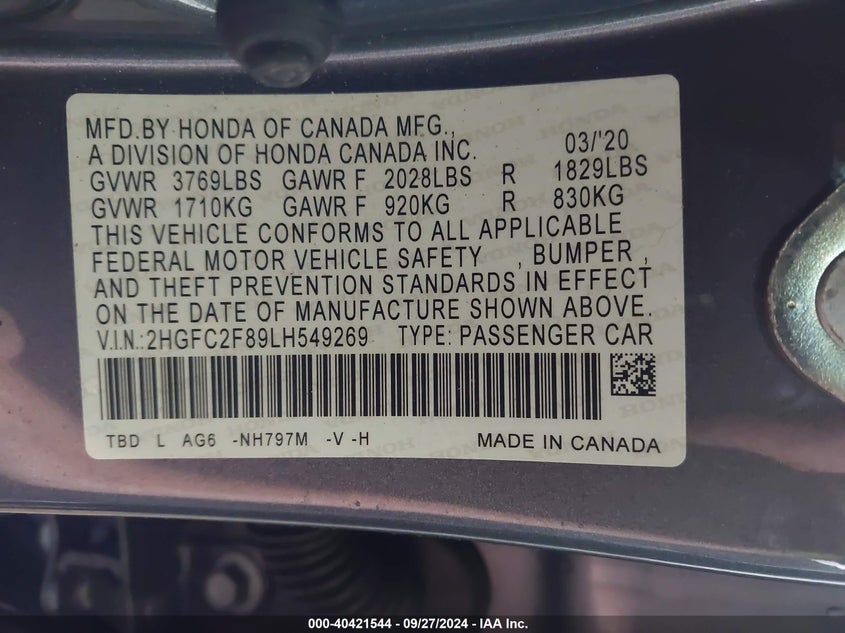 MFD.BY HONDA OF CANADA MFG.,
A DIVISION OF HONDA CANADA INC. 03/'20
GVWR 3769LBS GAWR F 2028LBS R 1829LBS
GVWR 1710KG GAWR F 920KG R 830KG
THIS VEHICLE CONFORMS TO ALL APPLICABLE
FEDERAL MOTOR VEHICLE SAFETY , BUMPER ,
AND THEFT PREVENTION STANDARDS IN EFFECT
ON THE DATE OF MANUFACTURE SHOWN ABOVE.
V.I.N.:2HGFC2F89LH549269 TYPE: PASSENGER CAR
TBD L AG6 -NH797M -V -H MADE IN CANADA
000-40421544 - 09/27/2024 - IAA Inc.